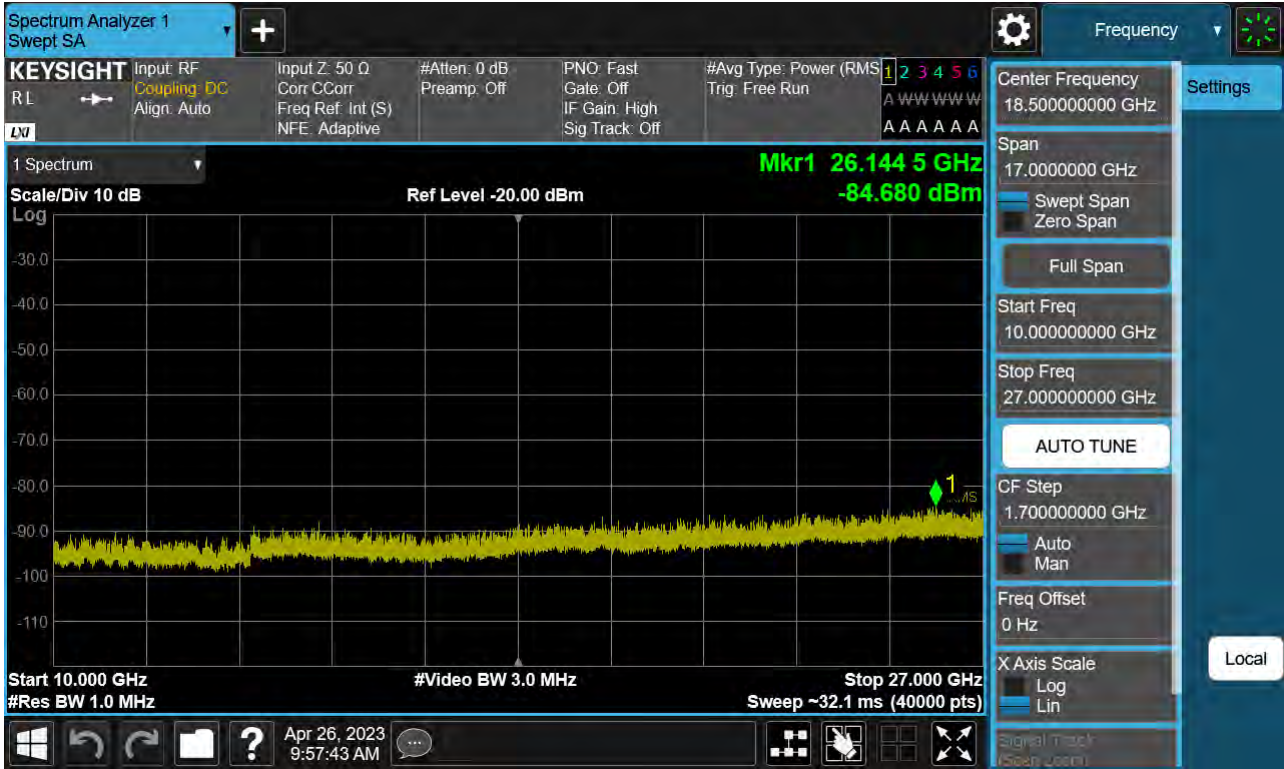 Spectrum Analyzer 1
Swept SA
+
Frequency
KEYSIGHT
RL
LXI
Input: RF
Coupling: DC
Align: Auto
Input Z: 50 Ω
Corr CCorr
Freq Ref: Int (S)
NFE: Adaptive
#Atten: 0 dB
Preamp: Off
PNO: Fast
Gate: Off
IF Gain: High
Sig Track: Off
#Avg Type: Power (RMS
Trig: Free Run
1 2 3 4 5 6
A W W W W W
A A A A A A
1 Spectrum
Scale/Div 10 dB
Ref Level -20.00 dBm
Mkr1 26.144 5 GHz
-84.680 dBm
Log
-30.0
-40.0
-50.0
-60.0
-70.0
-80.0
-90.0
-100
-110
1
Start 10.000 GHz
#Video BW 3.0 MHz
Stop 27.000 GHz
#Res BW 1.0 MHz
Sweep ~32.1 ms (40000 pts)
Center Frequency
18.500000000 GHz
Span
17.0000000 GHz
Swept Span
Zero Span
Full Span
Start Freq
10.000000000 GHz
Stop Freq
27.000000000 GHz
AUTO TUNE
CF Step
1.700000000 GHz
Auto
Man
Freq Offset
0 Hz
X Axis Scale
Log
Lin
Signal Track
(Span Zoom)
Settings
Local
?
Apr 26, 2023
9:57:43 AM